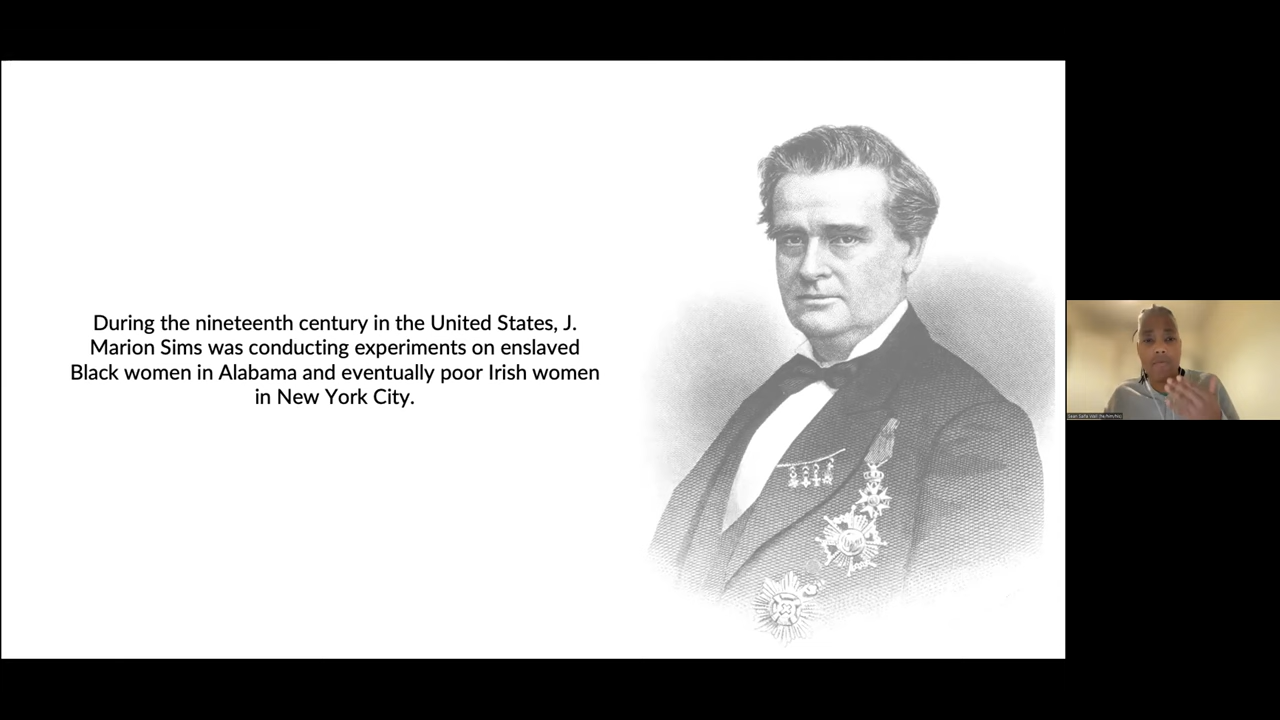 During the nineteenth century in the United States, J.
Marion Sims was conducting experiments on enslaved
Black women in Alabama and eventually poor Irish women
in New York City.